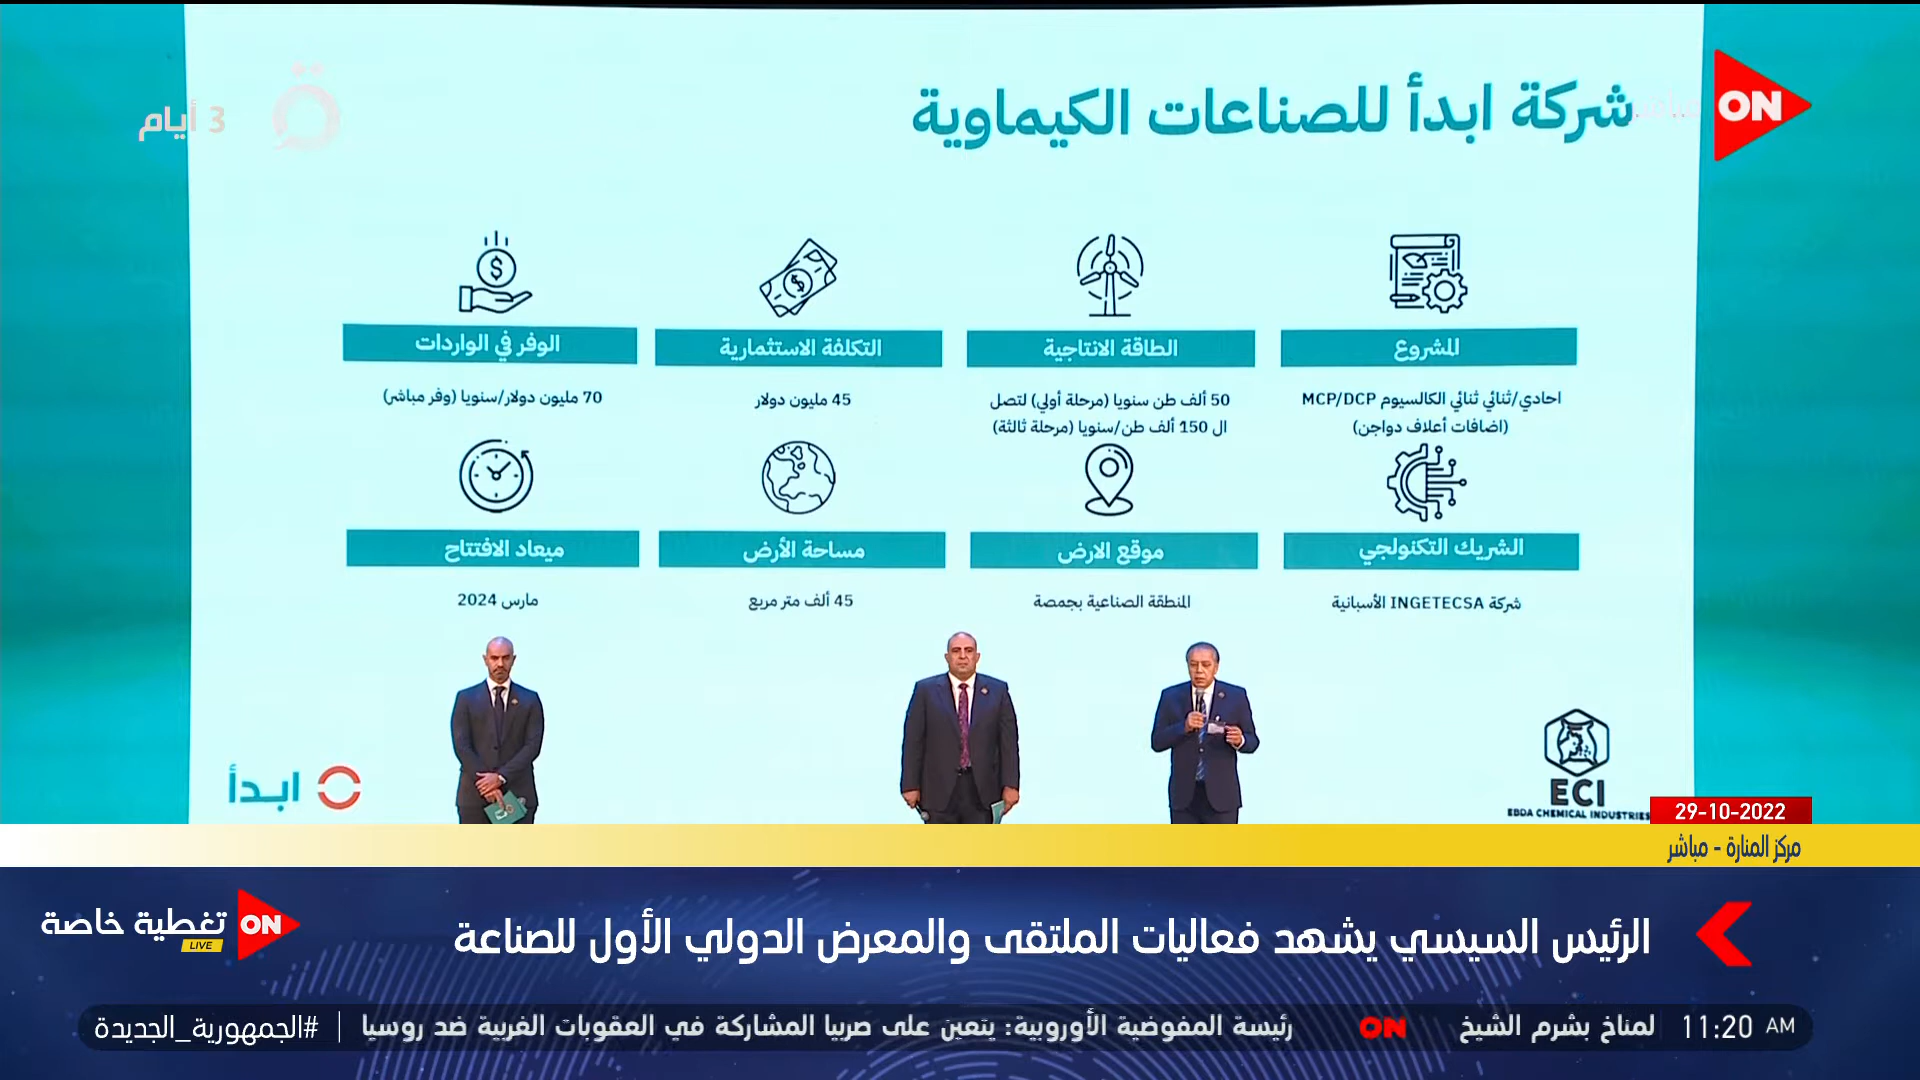 شركة ابدأ للصناعات الكيماوية
ON
3 أيام
المشروع
احادي/ثنائي ثنائي الكالسيوم MCP/DCP
(اضافات أعلاف دواجن)
الطاقة الانتاجية
50 ألف طن سنويا (مرحلة أولي) لتصل
ال 150 ألف طن/سنويا (مرحلة ثالثة)
التكلفة الاستثمارية
45 مليون دولار
الوفر في الواردات
70 مليون دولار/سنويا (وفر مباشر)
الشريك التكنولجي
شركة INGETECSA الأسبانية
موقع الارض
المنطقة الصناعية بجمصة
مساحة الأرض
45 ألف متر مربع
ميعاد الافتتاح
مارس 2024
ابدأ
ECI
EBDA CHEMICAL INDUSTRIES
29-10-2022
مركز المنارة - مباشر
الرئيس السيسي يشهد فعاليات الملتقى والمعرض الدولي الأول للصناعة
ON تغطية خاصة
LIVE
11:20 AM
لمناخ بشرم الشيخ ON رئيسة المفوضية الأوروبية: يتعين على صربيا المشاركة في العقوبات الغربية ضد روسيا
#الجمهورية_الجديدة